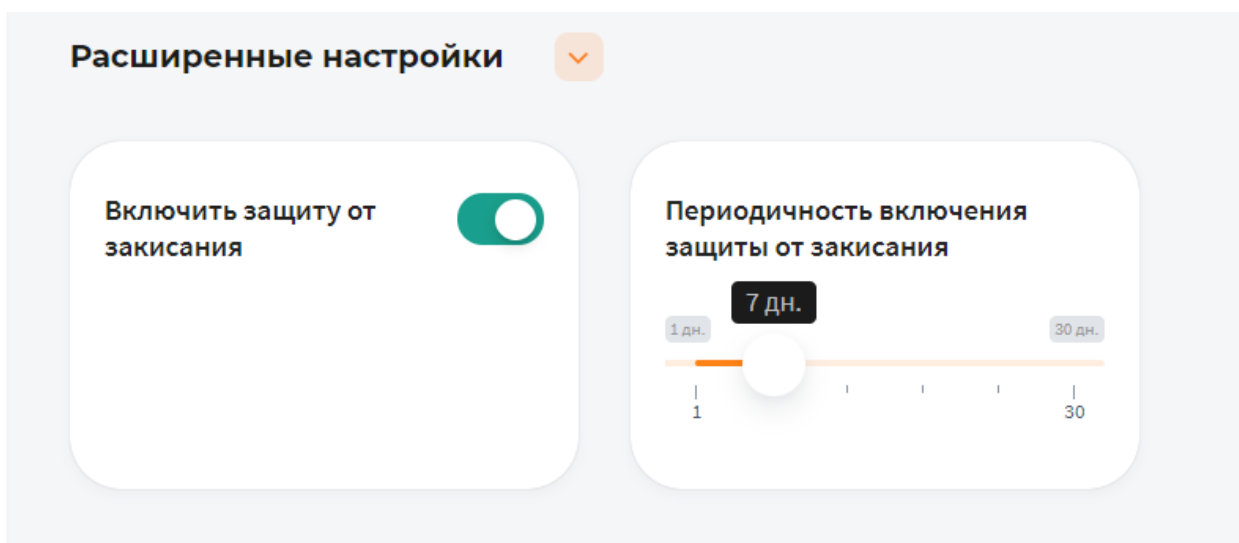 Расширенные настройки
Включить защиту от
закисания
Периодичность включения
защиты от закисания
7 дн.
1 дн.
30 дн.
1
30